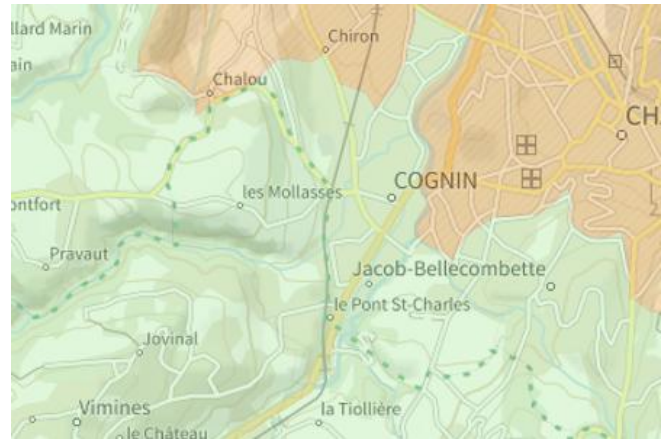 llard Marin
Chiron
ain
Chalou
CHA
les Mollasses
COGNIN
ontfort
Pravaut
Jacob-Bellecombette
le Pont St-Charles
Jovinal
Vimines
la Tiollière
le Château